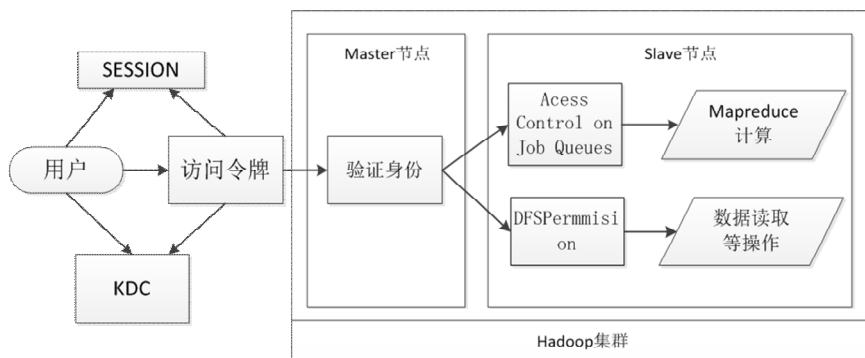 SESSION
用户
访问令牌
KDC
Master节点
验证身份
Slave节点
Acess
Control on
Job Queues
Mapreduce
计算
DFSPermmisi
on
数据读取
等操作
Hadoop集群